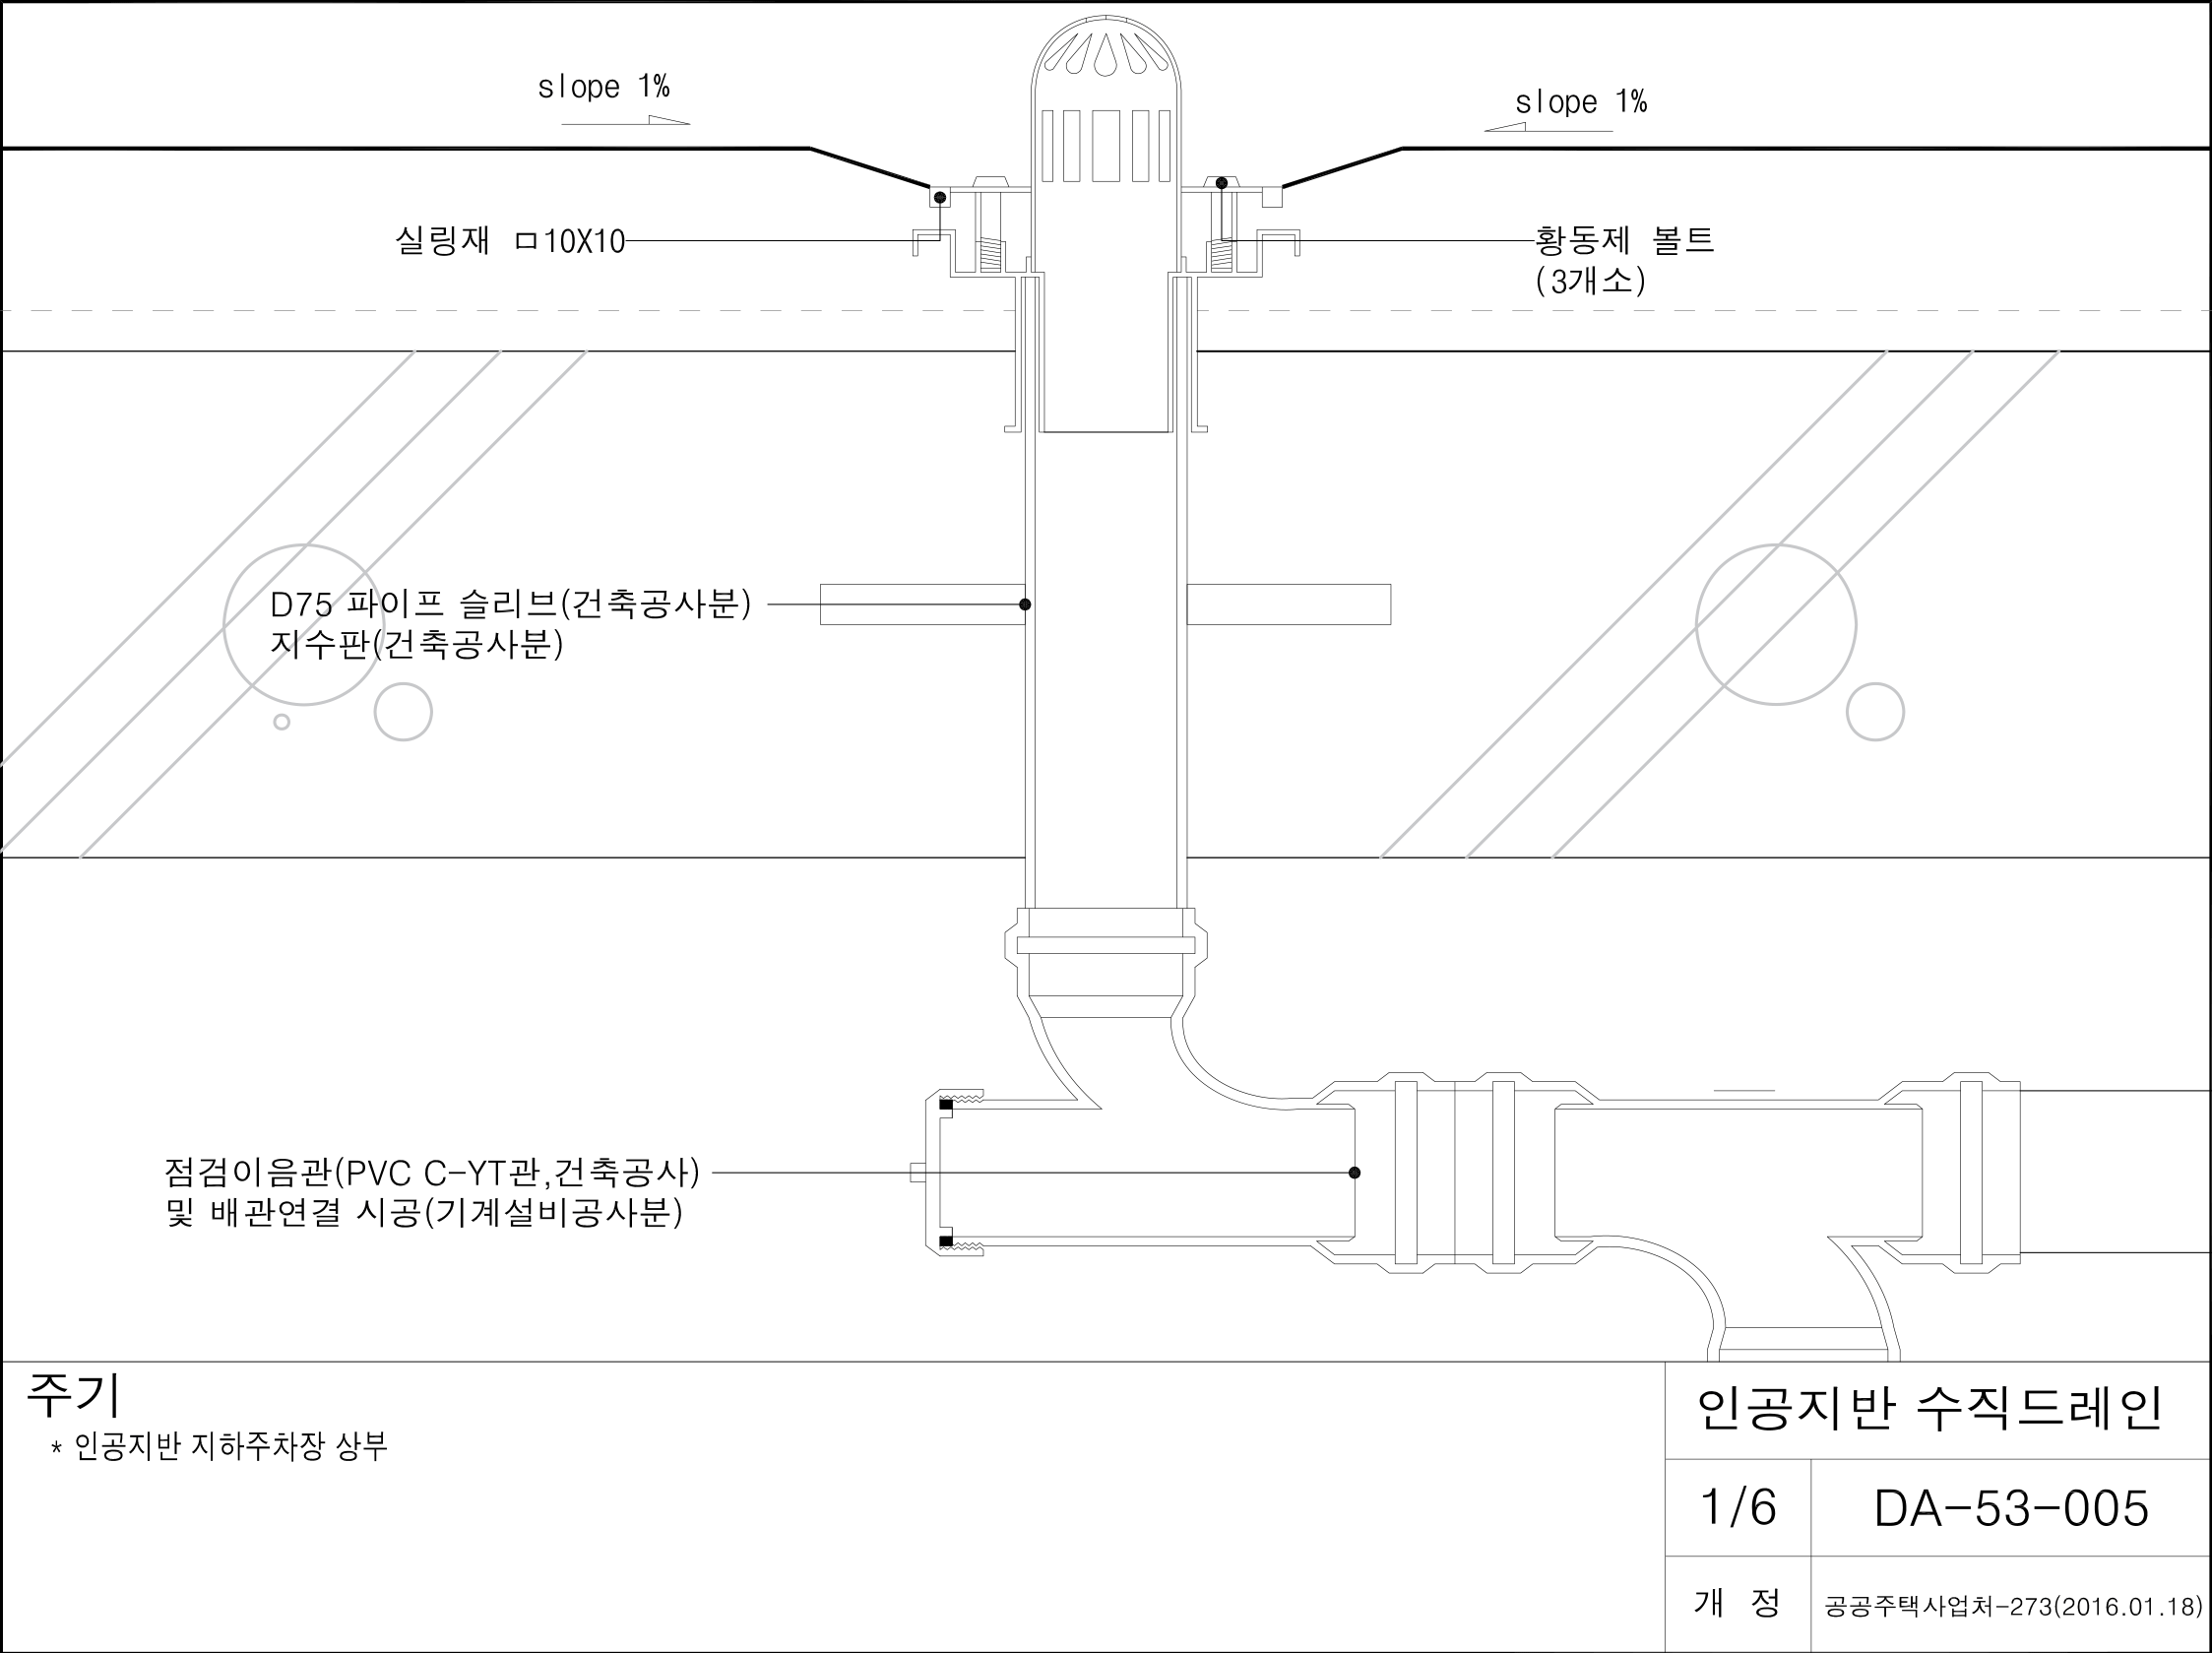 slope 1%
slope 1%
실링재 ㅁ10X10
황동제 볼트
(3개소)
D75 파이프 슬리브(건축공사분)
지수판(건축공사분)
점검이음관(PVC C-YT관,건축공사)
및 배관연결 시공(기계설비공사분)
주기
* 인공지반 지하주차장 상부
인공지반 수직드레인
1/6
DA-53-005
개 정
공공주택사업처-273(2016.01.18)